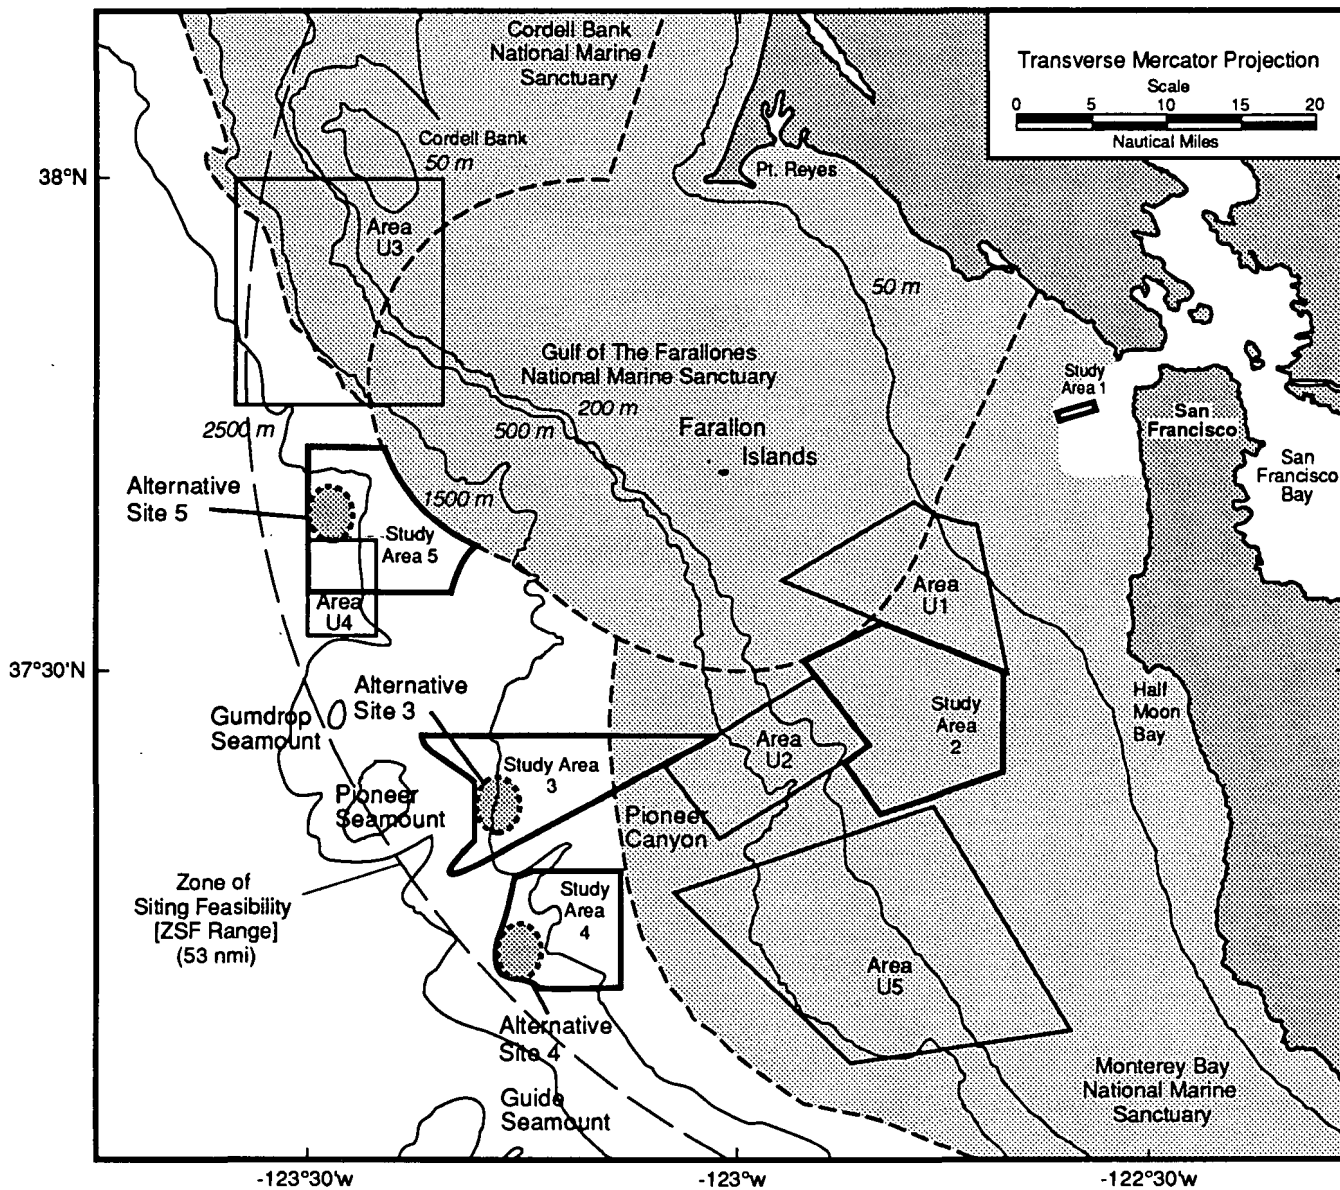 Cordell Bank
National Marine
Sanctuary
Transverse Mercator Projection
Scale
0 5 10 15 20
Nautical Miles
Cordell Bank
50 m
Pt. Reyes
38°N
Area
U3
50 m
Gulf of The Farallones
National Marine Sanctuary
200 m
Study
Area 1
2500 m
500 m
Farallon
Islands
San
Francisco
San
Francisco
Bay
Alternative
Site 5
1500 m
Study
Area 5
Area
U4
Area
U1
37°30'N
Alternative
Site 3
Gumdrop
Seamount
Study
Area
2
Half
Moon
Bay
Area
U2
Study Area
3
Pioneer
Seamount
Pioneer
Canyon
Zone of
Siting Feasibility
[ZSF Range]
(53 nmi)
Study
Area
4
Area
U5
Alternative
Site 4
Guide
Seamount
Monterey Bay
National Marine
Sanctuary
-123°30'W -123°W -122°30'W